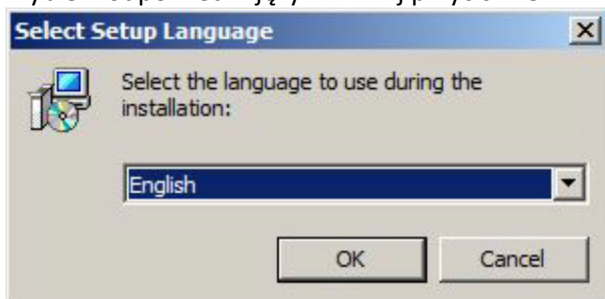 Select Setup Language
Select the language to use during the
installation:
English
OK
Cancel